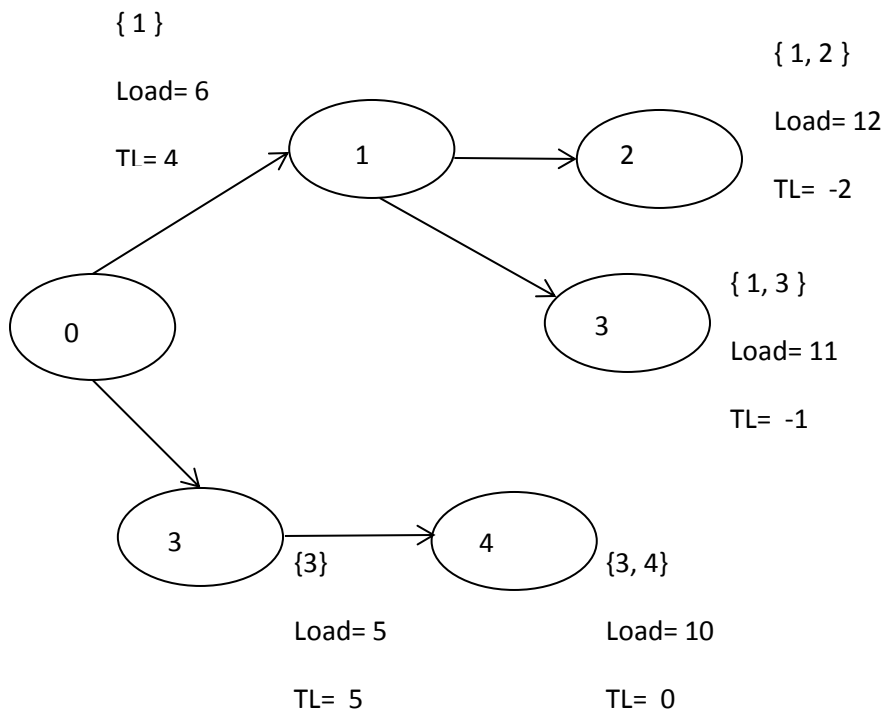 { 1 }
Load= 6
TL= 4
1
2
{ 1, 2 }
Load= 12
TL= -2
0
3
{ 1, 3 }
Load= 11
TL= -1
3
{3}
Load= 5
TL= 5
4
{3, 4}
Load= 10
TL= 0